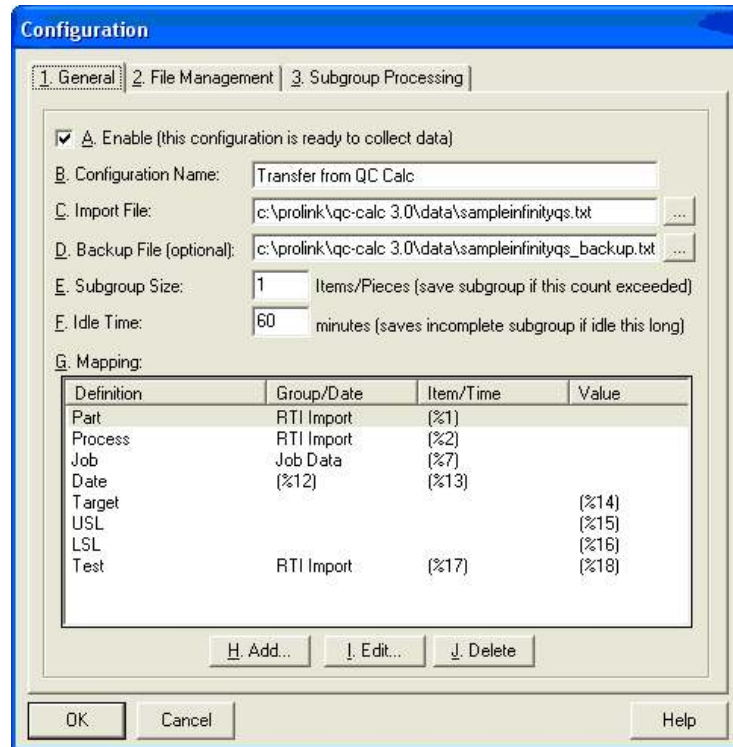 Configuration
1. General 2. File Management 3. Subgroup Processing
A. Enable (this configuration is ready to collect data)
B. Configuration Name: Transfer from QC Calc
C. Import File: c:\prolink\qc-calc 3.0\data\sampleinfinityqs.txt ...
D. Backup File (optional): c:\prolink\qc-calc 3.0\data\sampleinfinityqs_backup.txt ...
E. Subgroup Size: 1 Items/Pieces (save subgroup if this count exceeded)
F. Idle Time: 60 minutes (saves incomplete subgroup if idle this long)
G. Mapping:
Definition Group/Date Item/Time Value
Part RTI Import (%1)
Process RTI Import (%2)
Job Job Data (%7)
Date (%12) (%13)
Target (%14)
USL (%15)
LSL (%16)
Test RTI Import (%17) (%18)
H. Add... I. Edit... J. Delete
OK Cancel Help